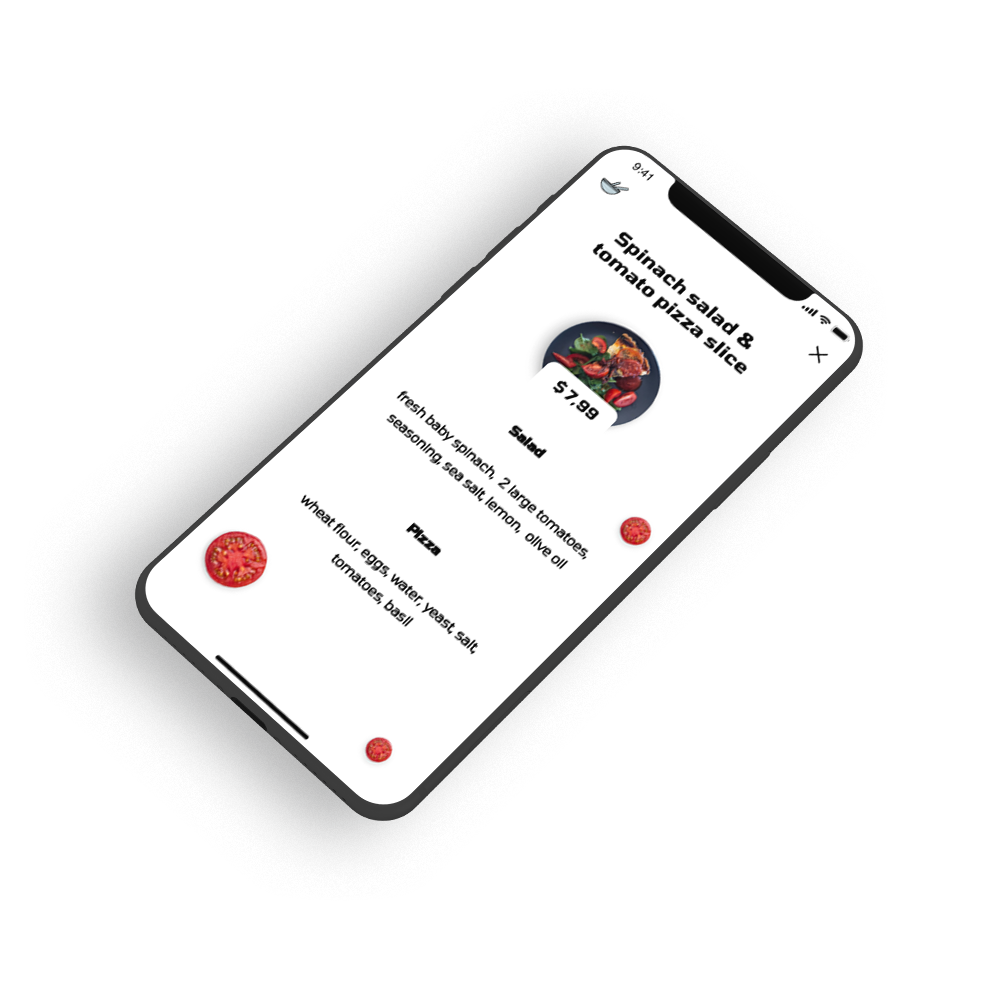 9:41
Spinach salad &
tomato pizza slice
$7,99
Salad
fresh baby spinach, 2 large tomatoes,
seasoning, sea salt, lemon, olive oil
Pizza
wheat flour, eggs, water, yeast, salt,
tomatoes, basil